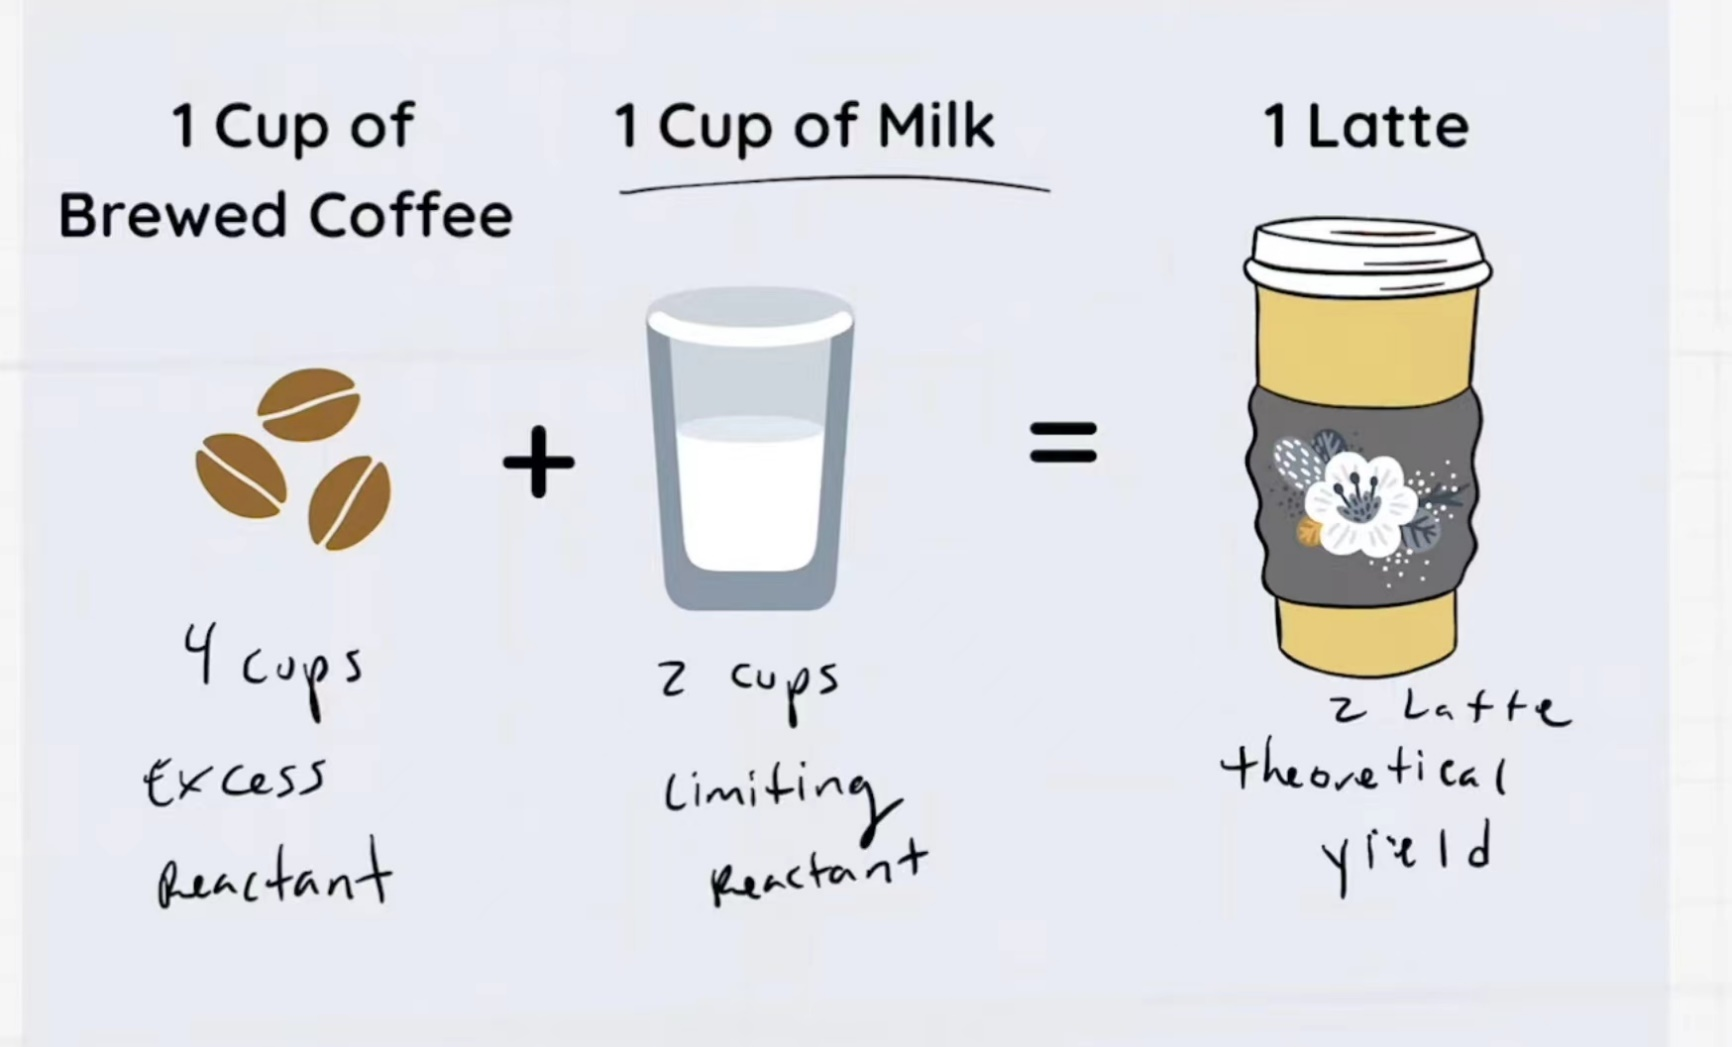 1 Cup of
Brewed Coffee
1 Cup of Milk
1 Latte
4 cups
Excess
Reactant
2 cups
Limiting
Reactant
2 Latte
theoretical
yield